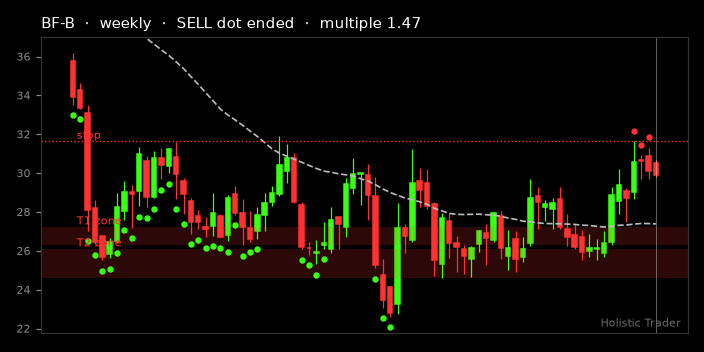 BF-B · weekly · SELL dot ended · multiple 1.47
36
34
stop
32
30
28
T1 zone
T2 zone
26
24
22
Holistic Trader